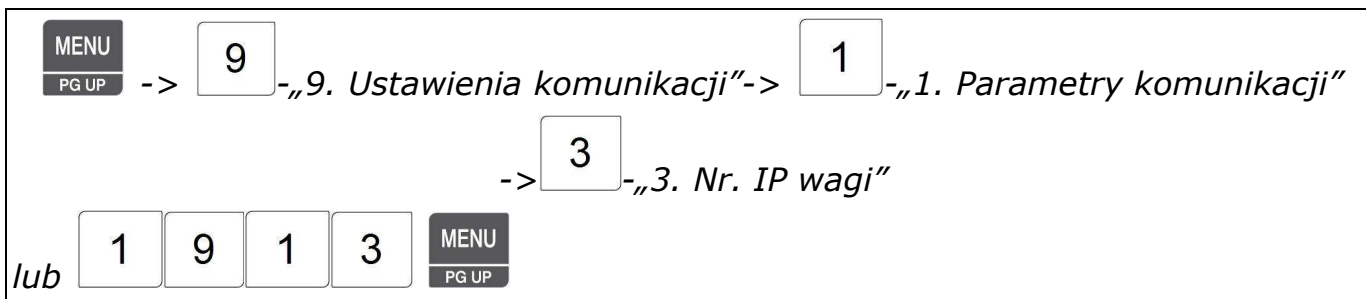 MENU PG UP -> 9 -„9. Ustawienia komunikacji”-> 1 -„1. Parametry komunikacji”
-> 3 -„3. Nr. IP wagi”
lub 1 9 1 3 MENU PG UP